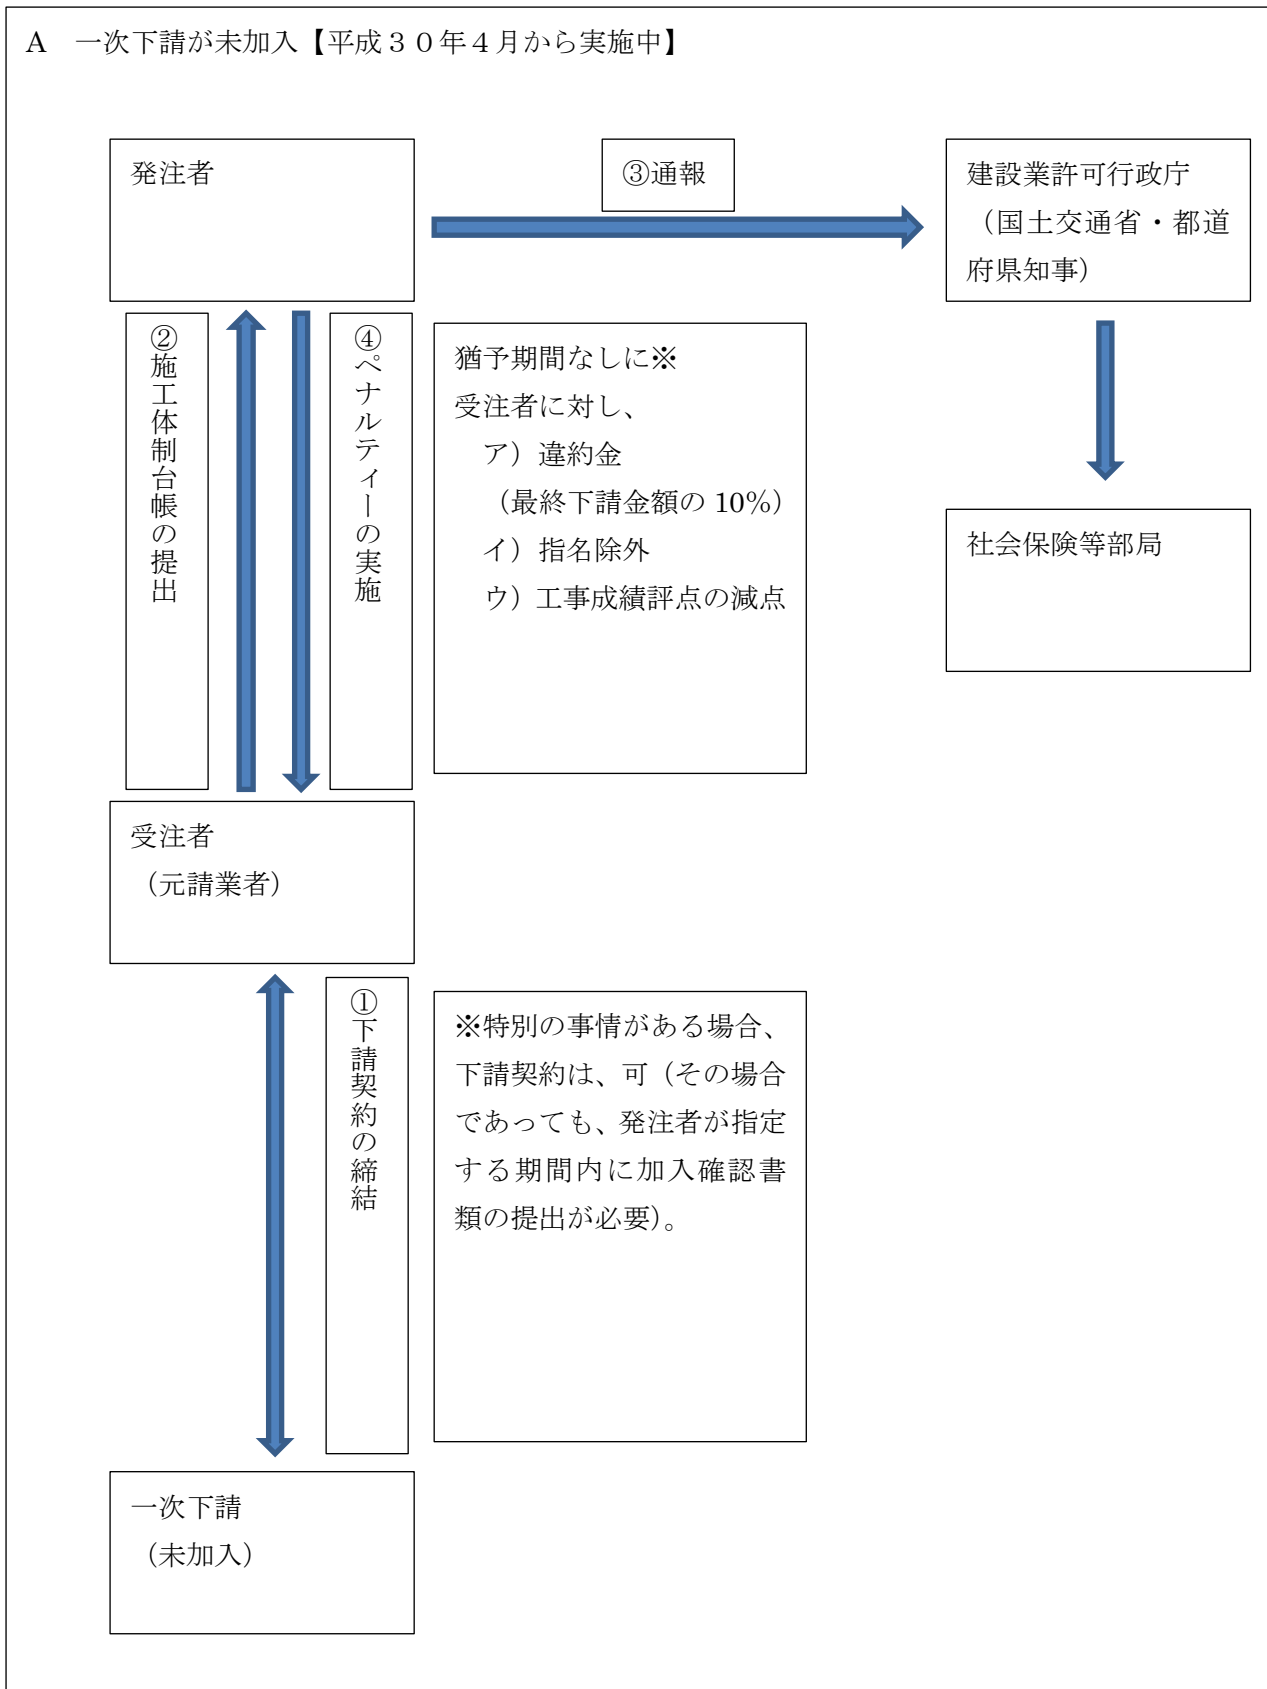 A　一次下請が未加入【平成３０年４月から実施中】
発注者
③通報
建設業許可行政庁
（国土交通省・都道
府県知事）
②施工体制台帳の提出
④ペナルティーの実施
猶予期間なしに※
受注者に対し、
ア）違約金
（最終下請金額の 10%）
イ）指名除外
ウ）工事成績評点の減点
社会保険等部局
受注者
（元請業者）
①下請契約の締結
※特別の事情がある場合、
下請契約は、可（その場合
であっても、発注者が指定
する期間内に加入確認書
類の提出が必要）。
一次下請
（未加入）